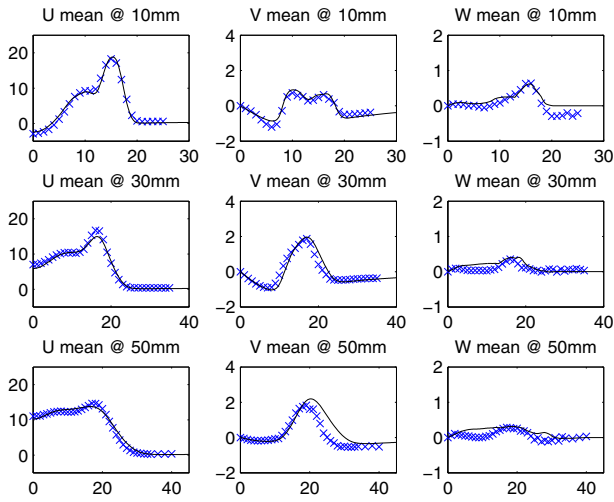 U mean @ 10mm
V mean @ 10mm
W mean @ 10mm
20
10
0
0 10 20 30
4
2
0
−2
0 10 20 30
2
1
0
−1
0 10 20 30
U mean @ 30mm
V mean @ 30mm
W mean @ 30mm
20
10
0
0 20 40
4
2
0
−2
0 20 40
2
1
0
−1
0 20 40
U mean @ 50mm
V mean @ 50mm
W mean @ 50mm
20
10
0
0 20 40
4
2
0
−2
0 20 40
2
1
0
−1
0 20 40